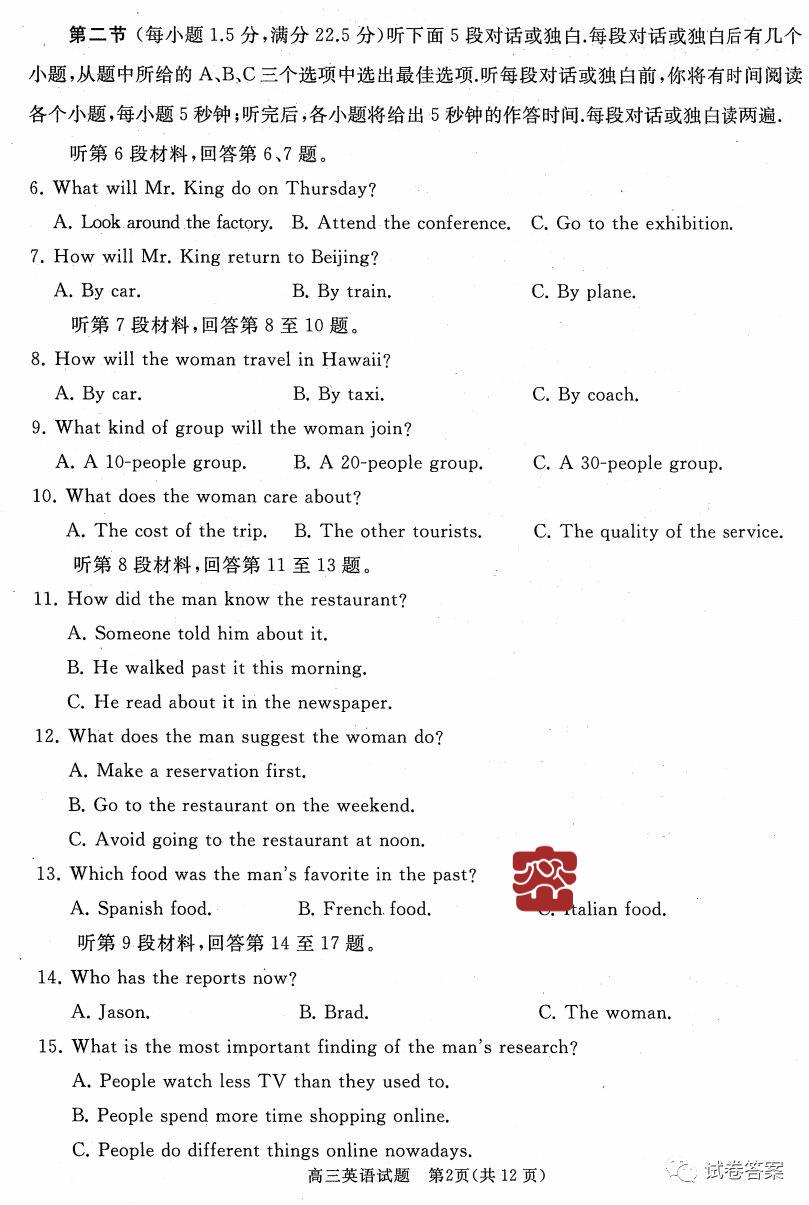 第二节（每小题 1.5 分,满分 22.5 分)听下面 5 段对话或独白.每段对话或独白后有几个
小题,从题中所给的 A、B、C 三个选项中选出最佳选项.听每段对话或独白前,你将有时间阅读
各个小题,每小题 5 秒钟;听完后,各小题将给出 5 秒钟的作答时间.每段对话或独白读两遍.
听第 6 段材料,回答第 6、7 题。
6. What will Mr. King do on Thursday?
A. Look around the factory. B. Attend the conference. C. Go to the exhibition.
7. How will Mr. King return to Beijing?
A. By car. B. By train. C. By plane.
听第 7 段材料,回答第 8 至 10 题。
8. How will the woman travel in Hawaii?
A. By car. B. By taxi. C. By coach.
9. What kind of group will the woman join?
A. A 10-people group. B. A 20-people group. C. A 30-people group.
10. What does the woman care about?
A. The cost of the trip. B. The other tourists. C. The quality of the service.
听第 8 段材料,回答第 11 至 13 题。
11. How did the man know the restaurant?
A. Someone told him about it.
B. He walked past it this morning.
C. He read about it in the newspaper.
12. What does the man suggest the woman do?
A. Make a reservation first.
B. Go to the restaurant on the weekend.
C. Avoid going to the restaurant at noon.
13. Which food was the man's favorite in the past?
A. Spanish food. B. French food. C. Italian food.
听第 9 段材料,回答第 14 至 17 题。
14. Who has the reports now?
A. Jason. B. Brad. C. The woman.
15. What is the most important finding of the man's research?
A. People watch less TV than they used to.
B. People spend more time shopping online.
C. People do different things online nowadays.
高三英语试题 第2页(共 12 页)
试卷答案